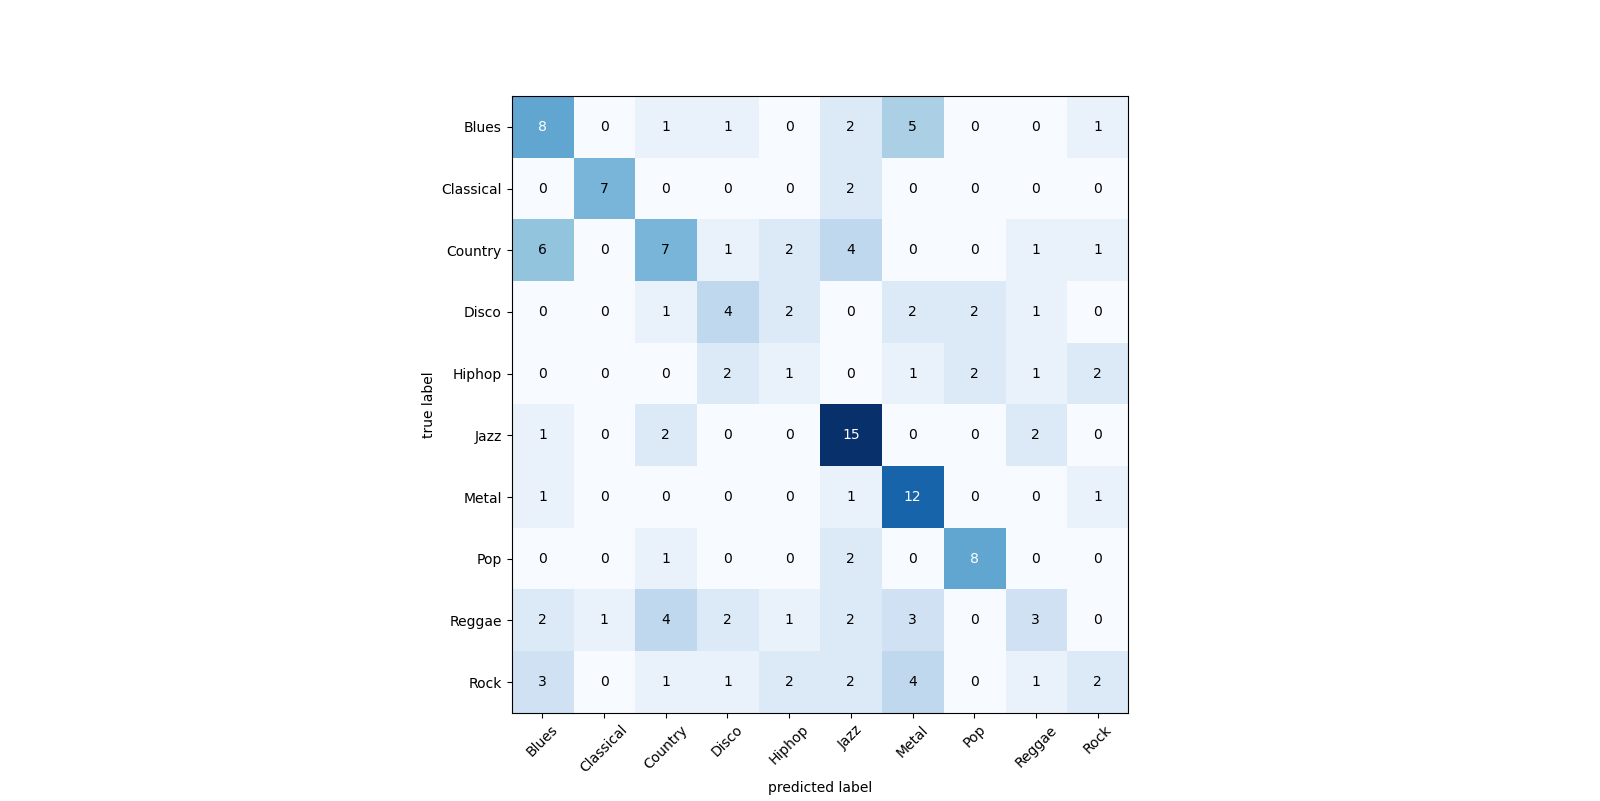 Blues 8 0 1 1 0 2 5 0 0 1
Classical 0 7 0 0 0 2 0 0 0 0
Country 6 0 7 1 2 4 0 0 1 1
Disco 0 0 1 4 2 0 2 2 1 0
Hiphop 0 0 0 2 1 0 1 2 1 2
Jazz 1 0 2 0 0 15 0 0 2 0
Metal 1 0 0 0 0 1 12 0 0 1
Pop 0 0 1 0 0 2 0 8 0 0
Reggae 2 1 4 2 1 2 3 0 3 0
Rock 3 0 1 1 2 2 4 0 1 2
true label
Blues Classical Country Disco Hiphop Jazz Metal Pop Reggae Rock
predicted label